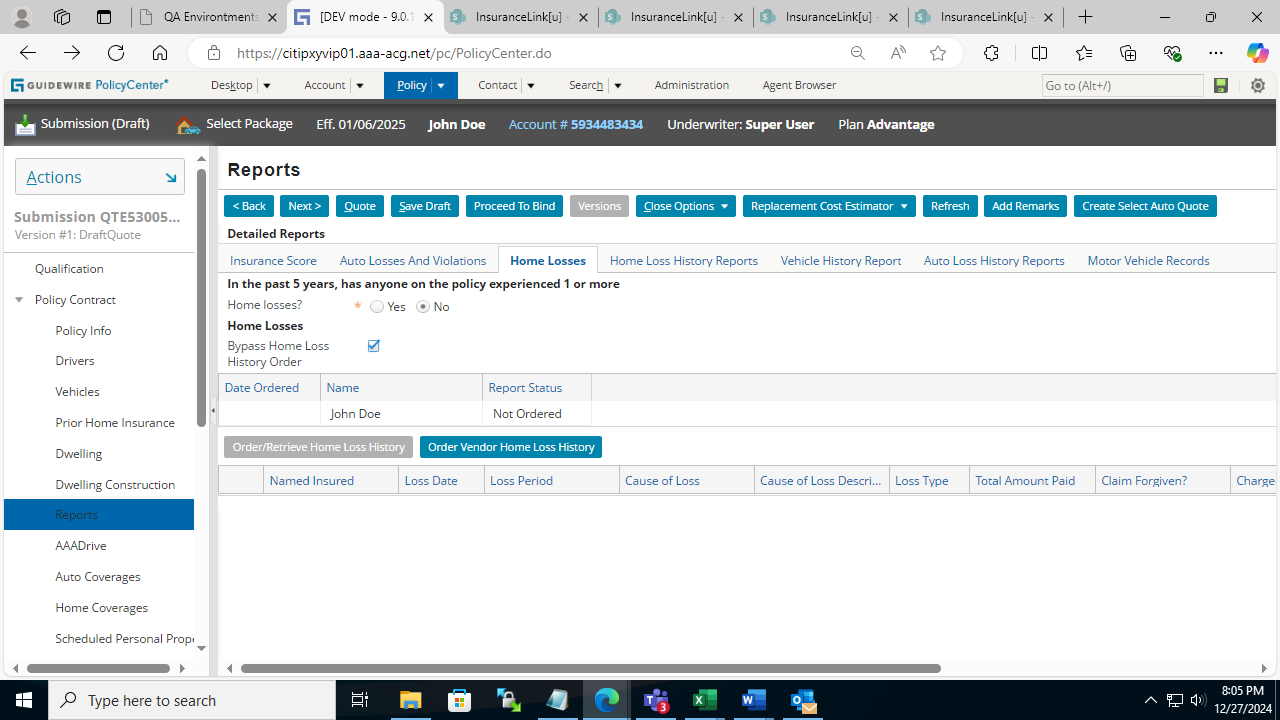 QA Environtments
[DEV mode - 9.0.1
InsuranceLink[u] -
InsuranceLink[u] -
InsuranceLink[u] -
InsuranceLink[u] -
https://citipxyvip01.aaa-acg.net/pc/PolicyCenter.do
GUIDEWIRE PolicyCenter®
Desktop
Account
Policy
Contact
Search
Administration
Agent Browser
Go to (Alt+/)
Submission (Draft)
Select Package
Eff. 01/06/2025
John Doe
Account # 5934483434
Underwriter: Super User
Plan Advantage
Actions
Submission QTE53005...
Version #1: DraftQuote
Qualification
Policy Contract
Policy Info
Drivers
Vehicles
Prior Home Insurance
Dwelling
Dwelling Construction
Reports
AAADrive
Auto Coverages
Home Coverages
Scheduled Personal Prope
Reports
< Back
Next >
Quote
Save Draft
Proceed To Bind
Versions
Close Options
Replacement Cost Estimator
Refresh
Add Remarks
Create Select Auto Quote
Detailed Reports
Insurance Score
Auto Losses And Violations
Home Losses
Home Loss History Reports
Vehicle History Report
Auto Loss History Reports
Motor Vehicle Records
In the past 5 years, has anyone on the policy experienced 1 or more
Home losses? * Yes No
Home Losses
Bypass Home Loss
History Order
Date Ordered Name Report Status
John Doe Not Ordered
Order/Retrieve Home Loss History
Order Vendor Home Loss History
Named Insured Loss Date Loss Period Cause of Loss Cause of Loss Descri... Loss Type Total Amount Paid Claim Forgiven? Charge
Type here to search
3
8:05 PM
12/27/2024